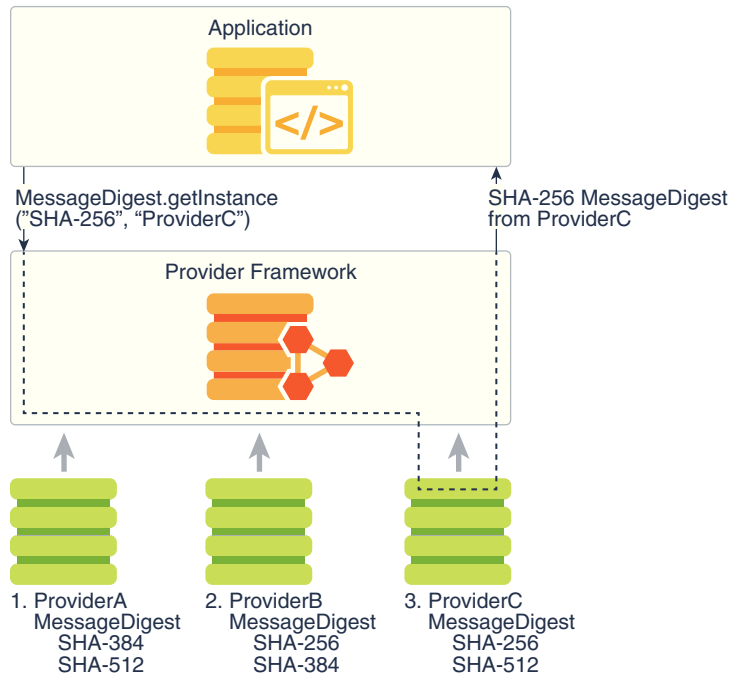 Application
</>
MessageDigest.getInstance
(”SHA-256”, “ProviderC”)
SHA-256 MessageDigest
from ProviderC
Provider Framework
1. ProviderA
MessageDigest
SHA-384
SHA-512
2. ProviderB
MessageDigest
SHA-256
SHA-384
3. ProviderC
MessageDigest
SHA-256
SHA-512